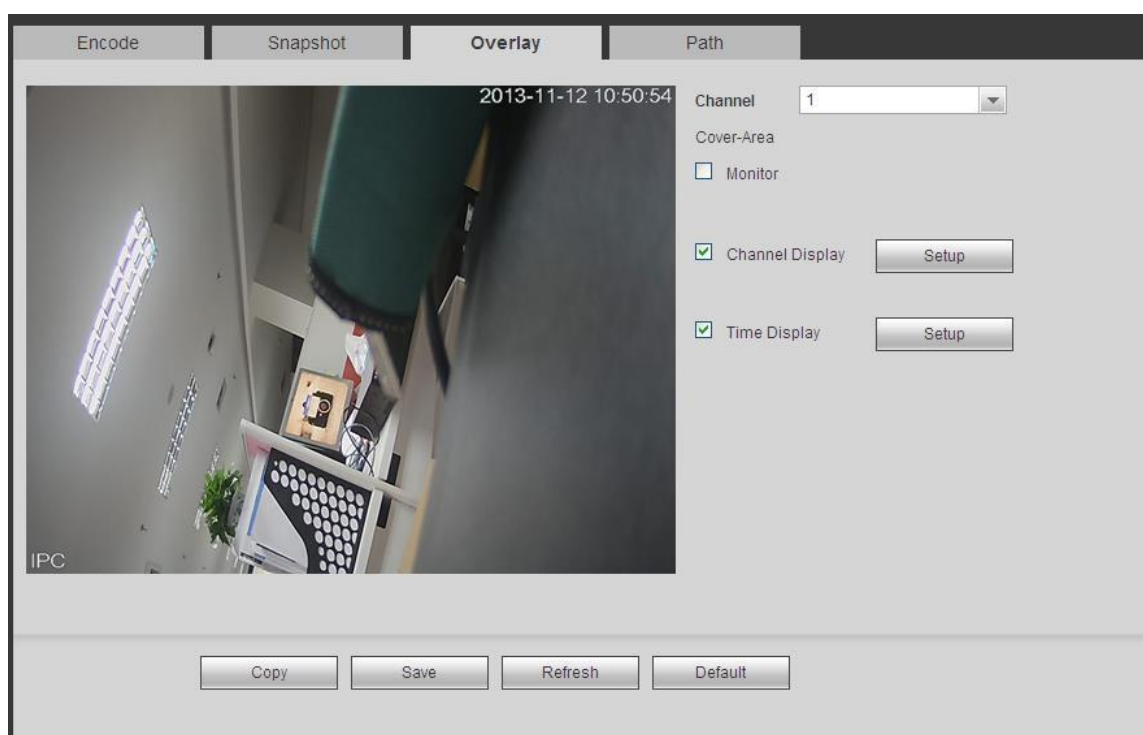 Encode Snapshot Overlay Path
2013-11-12 10:50:54
Channel 1
Cover-Area
Monitor
Channel Display Setup
Time Display Setup
IPC
Copy Save Refresh Default